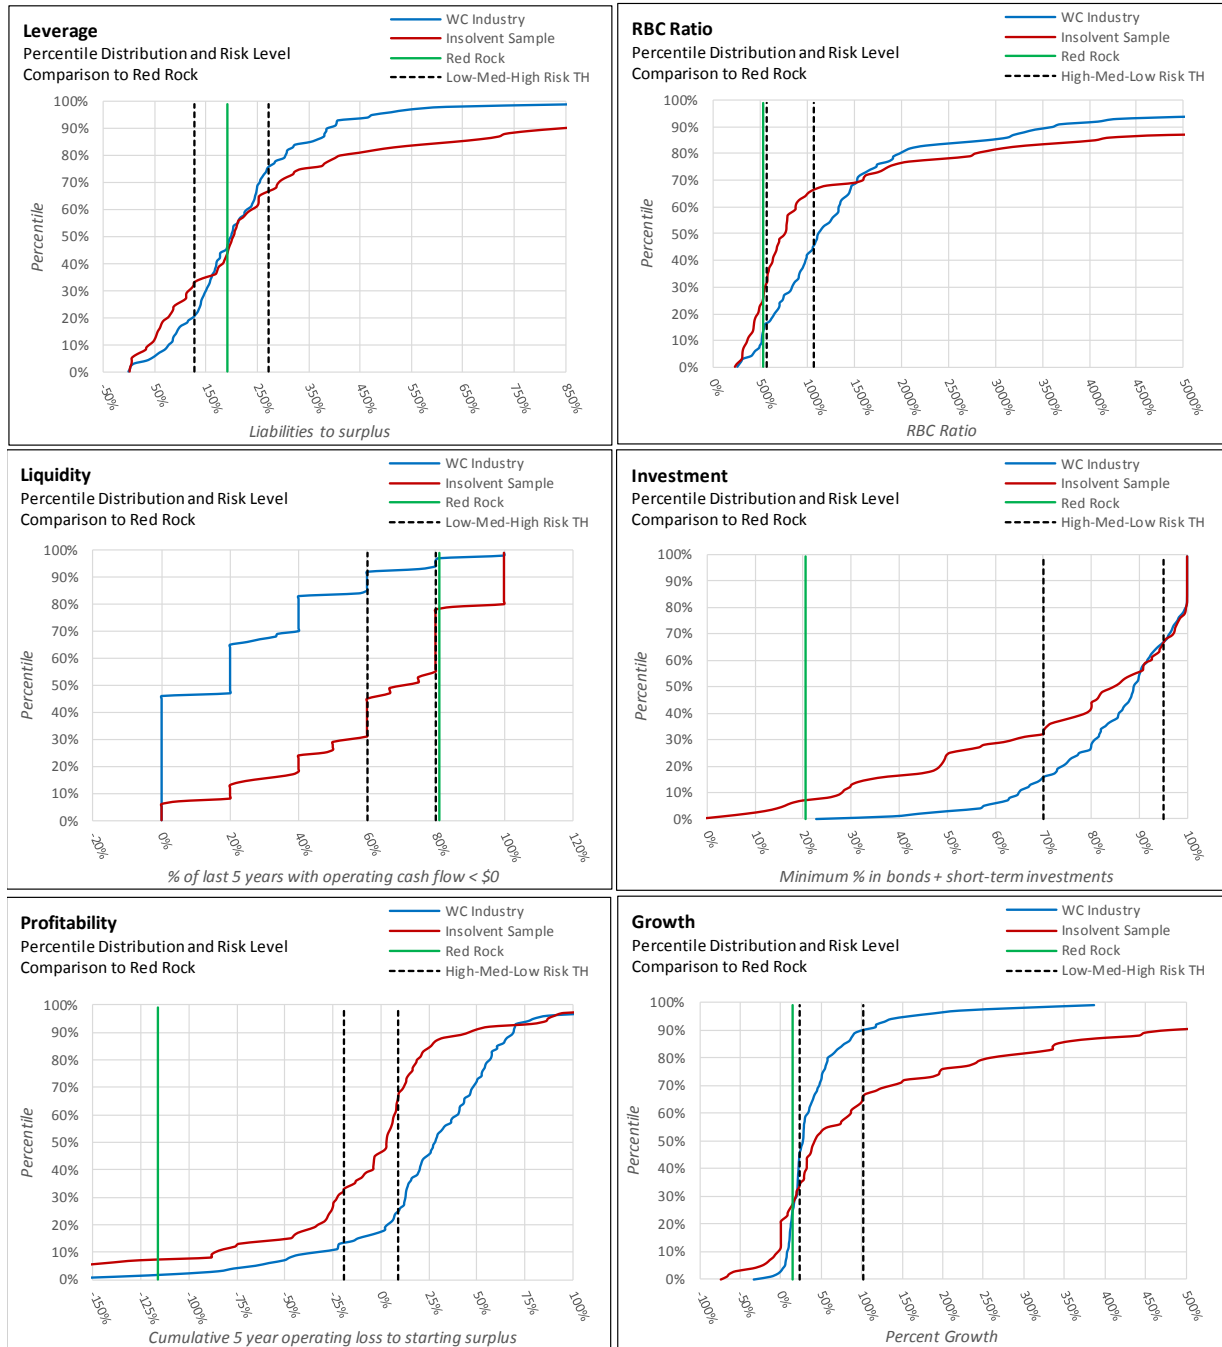 Leverage
Percentile Distribution and Risk Level
Comparison to Red Rock
WC Industry
Insolvent Sample
Red Rock
Low-Med-High Risk TH
100%
90%
80%
70%
60%
50%
40%
30%
20%
10%
0%
Percentile
-50%
50%
150%
250%
350%
450%
550%
650%
750%
850%
Liabilities to surplus
RBC Ratio
Percentile Distribution and Risk Level
Comparison to Red Rock
WC Industry
Insolvent Sample
Red Rock
High-Med-Low Risk TH
100%
90%
80%
70%
60%
50%
40%
30%
20%
10%
0%
Percentile
0%
500%
1000%
1500%
2000%
2500%
3000%
3500%
4000%
4500%
5000%
RBC Ratio
Liquidity
Percentile Distribution and Risk Level
Comparison to Red Rock
WC Industry
Insolvent Sample
Red Rock
Low-Med-High Risk TH
100%
90%
80%
70%
60%
50%
40%
30%
20%
10%
0%
Percentile
-20%
0%
20%
40%
60%
80%
100%
120%
% of last 5 years with operating cash flow < $0
Investment
Percentile Distribution and Risk Level
Comparison to Red Rock
WC Industry
Insolvent Sample
Red Rock
High-Med-Low Risk TH
100%
90%
80%
70%
60%
50%
40%
30%
20%
10%
0%
Percentile
0%
10%
20%
30%
40%
50%
60%
70%
80%
90%
100%
Minimum % in bonds + short-term investments
Profitability
Percentile Distribution and Risk Level
Comparison to Red Rock
WC Industry
Insolvent Sample
Red Rock
High-Med-Low Risk TH
100%
90%
80%
70%
60%
50%
40%
30%
20%
10%
0%
Percentile
-150%
-125%
-100%
-75%
-50%
-25%
0%
25%
50%
75%
100%
Cumulative 5 year operating loss to starting surplus
Growth
Percentile Distribution and Risk Level
Comparison to Red Rock
WC Industry
Insolvent Sample
Red Rock
Low-Med-High Risk TH
100%
90%
80%
70%
60%
50%
40%
30%
20%
10%
0%
Percentile
-100%
-50%
0%
50%
100%
150%
200%
250%
300%
350%
400%
450%
500%
Percent Growth